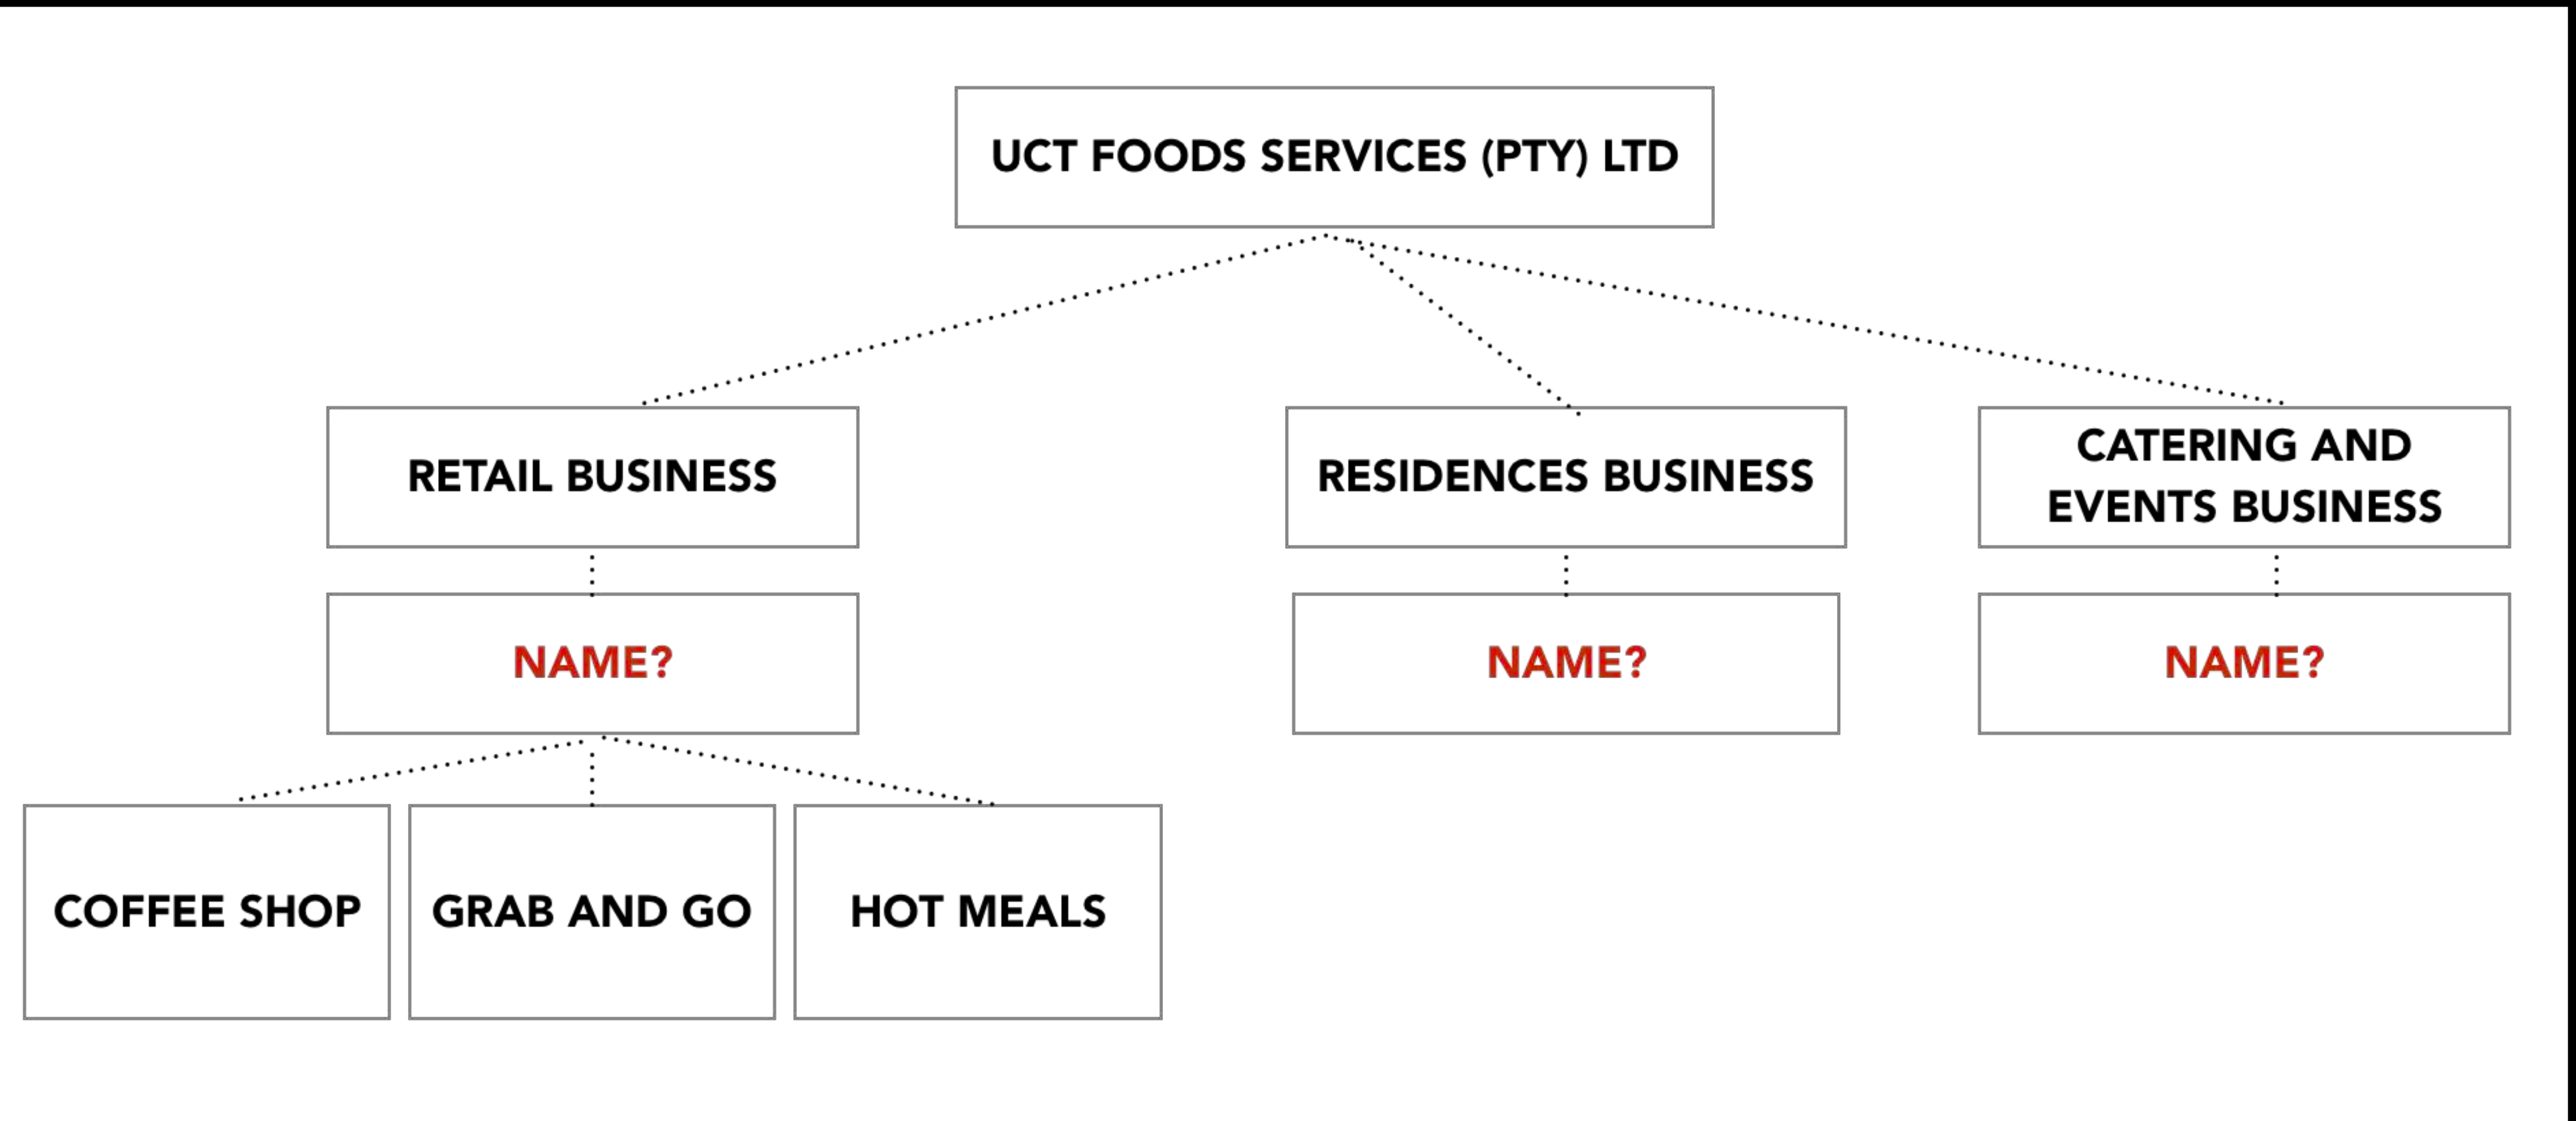 UCT FOODS SERVICES (PTY) LTD
RETAIL BUSINESS
RESIDENCES BUSINESS
CATERING AND
EVENTS BUSINESS
NAME?
NAME?
NAME?
COFFEE SHOP
GRAB AND GO
HOT MEALS